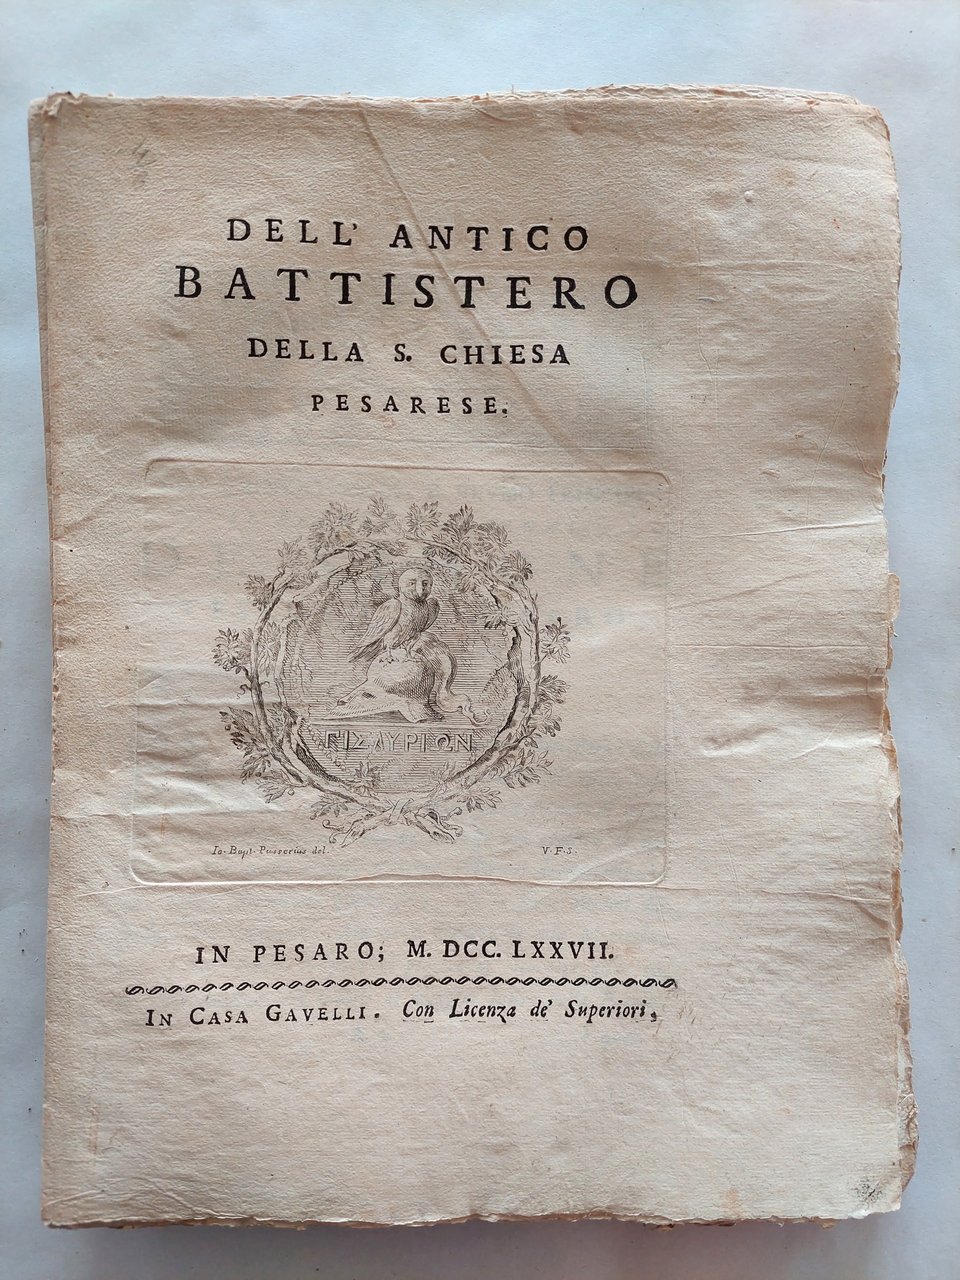 DELL' ANTICO
BATTISTERO
DELLA S. CHIESA
PESARESE.
ΠΙΣΑΥΡΙΩΝ
Io. Bapt. Passerius del.
V. F. S.
IN PESARO; M. DCC. LXXVII.
IN CASA GAVELLI. Con Licenza de' Superiori.